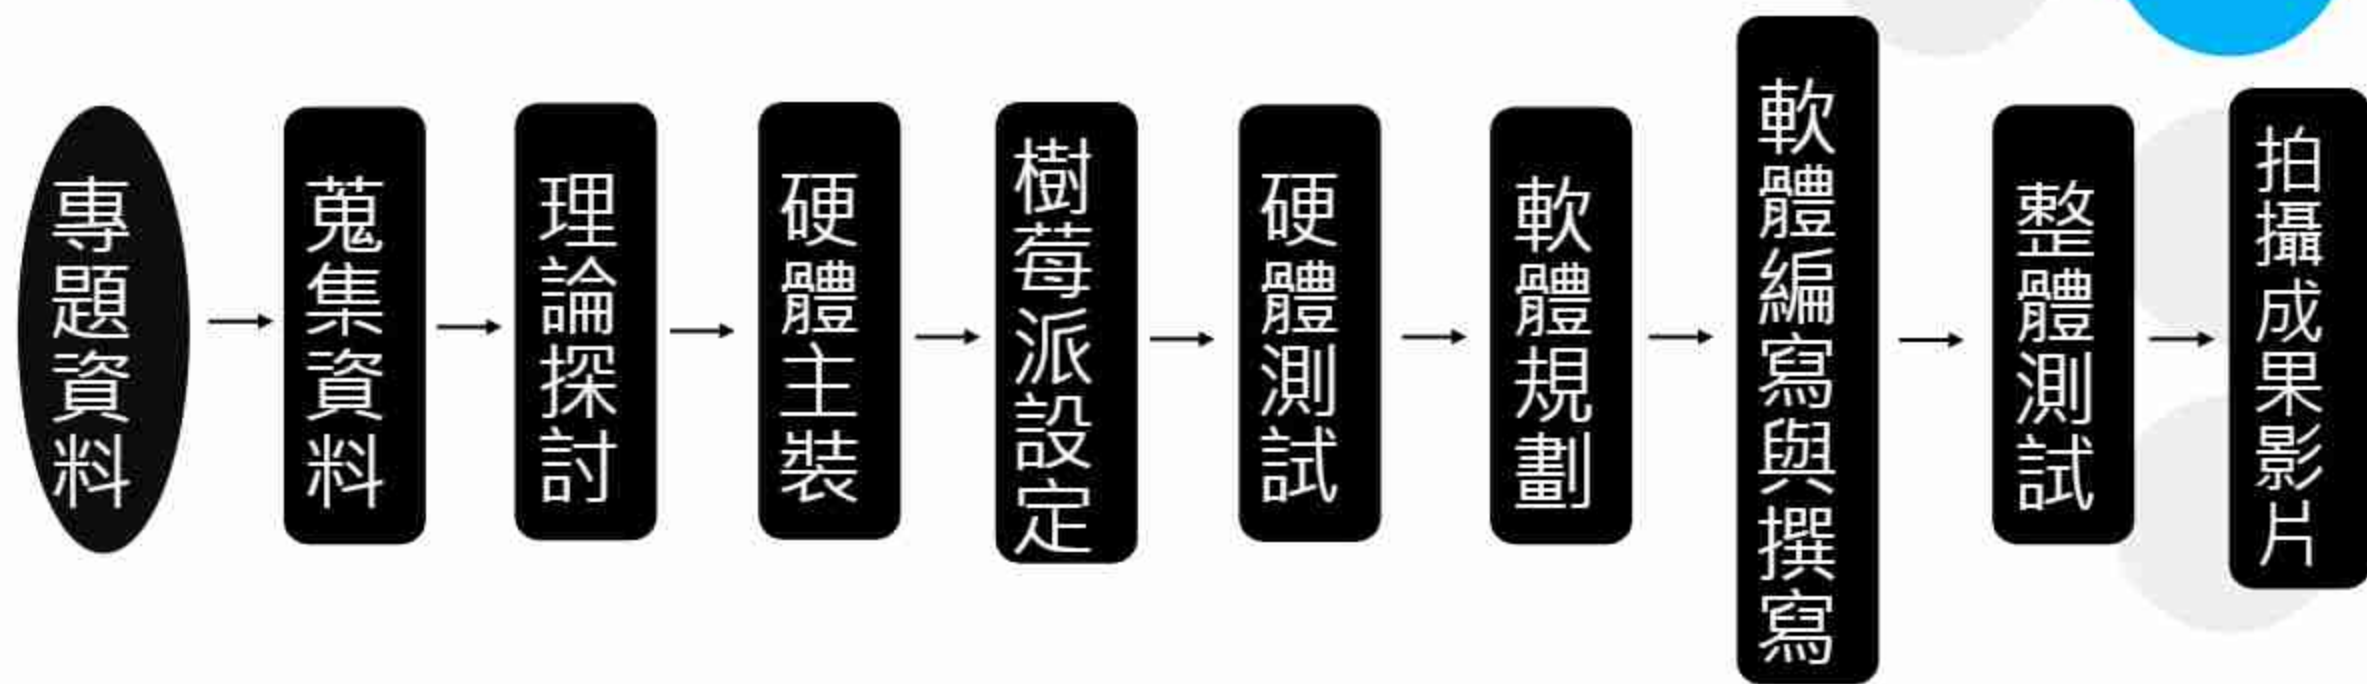 專題資料
蒐集資料
理論探討
硬體主裝
樹莓派設定
硬體測試
軟體規劃
軟體編寫與撰寫
整體測試
拍攝成果影片